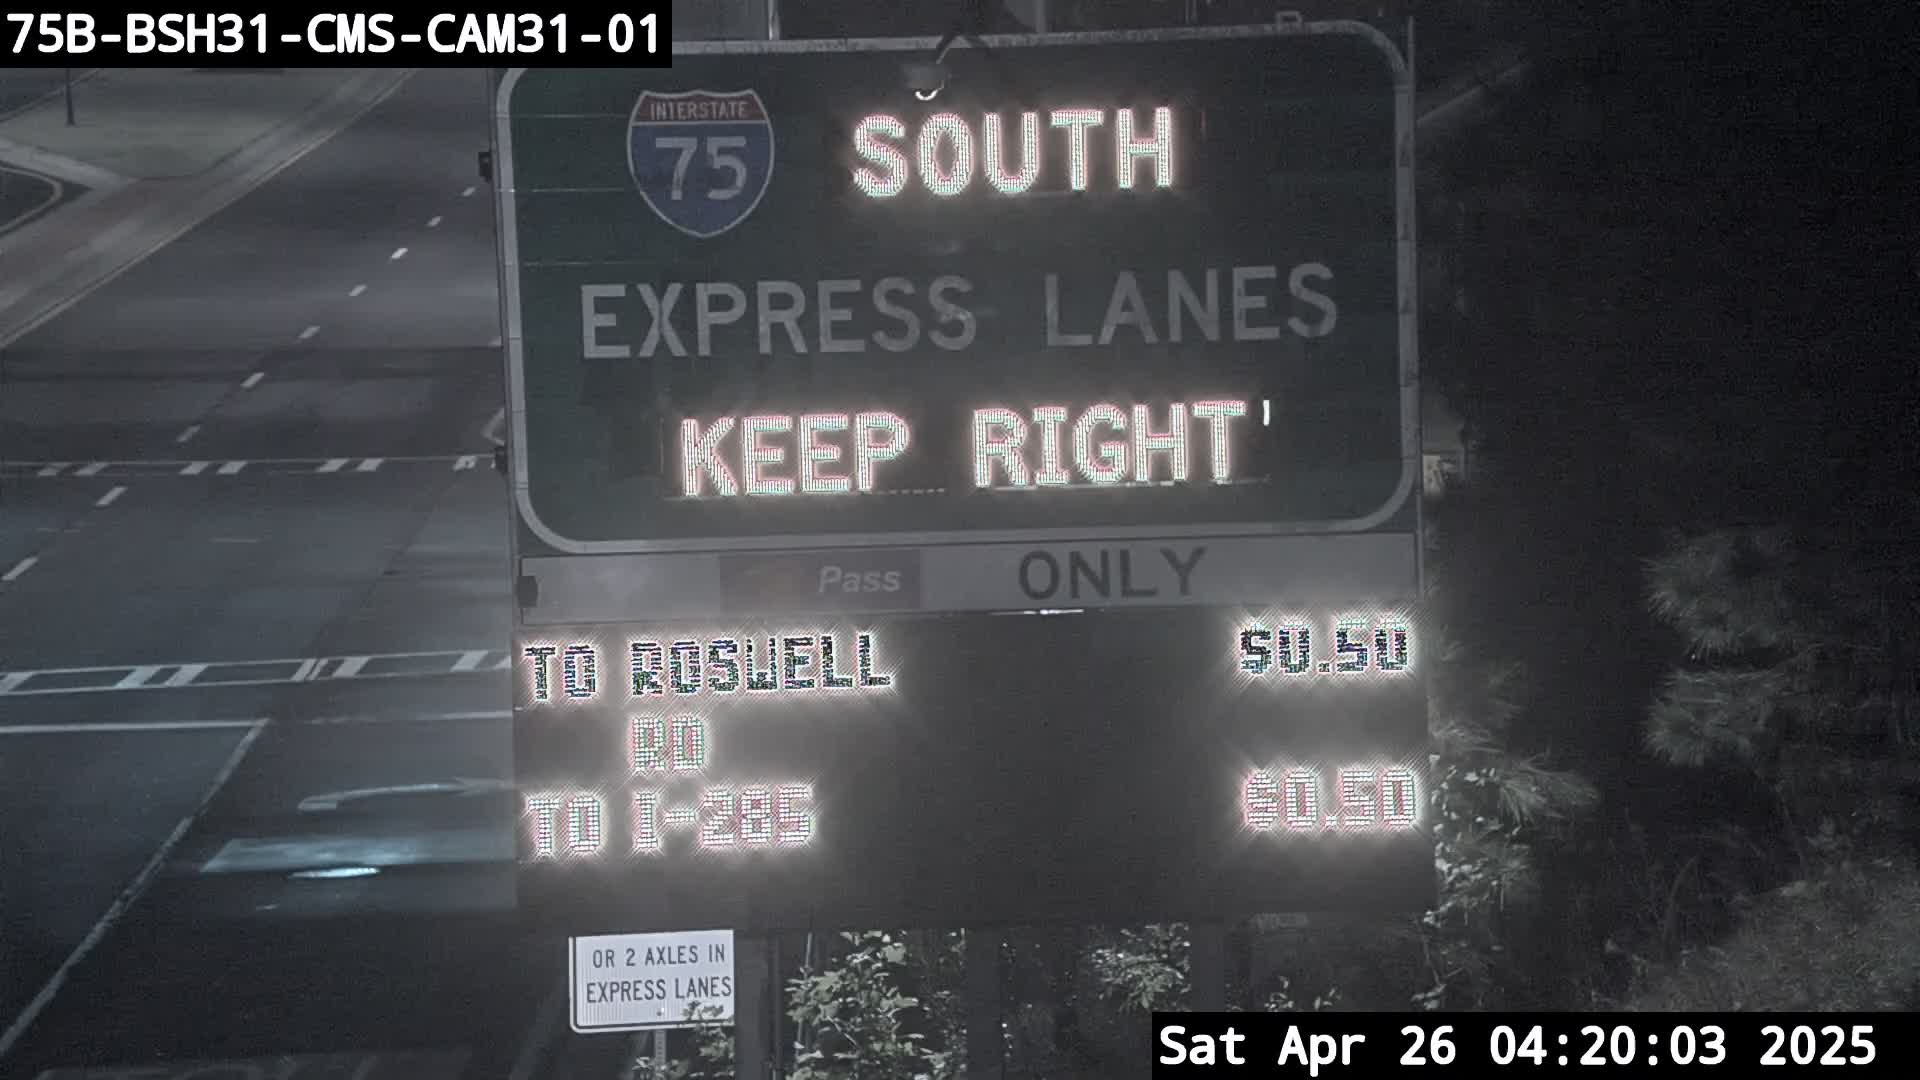 75B-BSH31-CMS-CAM31-01
INTERSTATE
75
SOUTH
EXPRESS LANES
KEEP RIGHT
Pass ONLY
TO ROSWELL $0.50
RD
TO I-285 $0.50
OR 2 AXLES IN
EXPRESS LANES
Sat Apr 26 04:20:03 2025